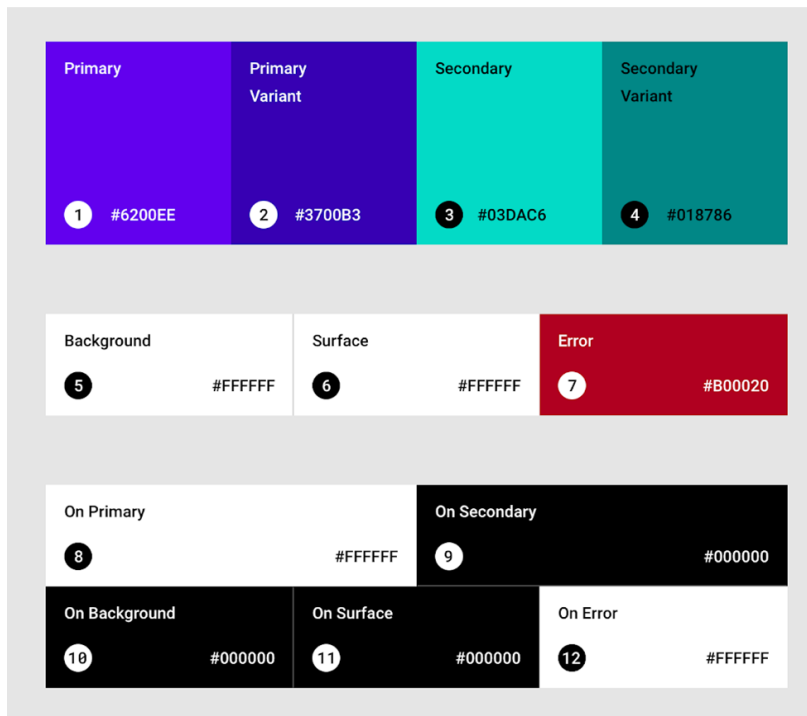 Primary
1 #6200EE
Primary
Variant
2 #3700B3
Secondary
3 #03DAC6
Secondary
Variant
4 #018786
Background
5 #FFFFFF
Surface
6 #FFFFFF
Error
7 #B00020
On Primary
8 #FFFFFF
On Secondary
9 #000000
On Background
10 #000000
On Surface
11 #000000
On Error
12 #FFFFFF